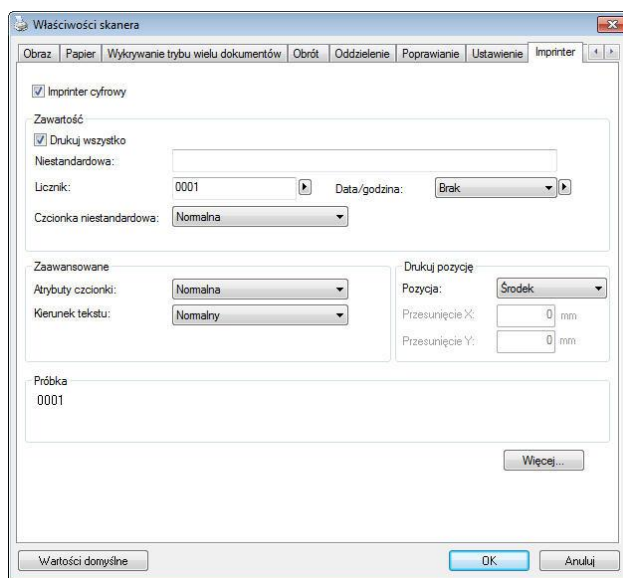 Właściwości skanera
Obraz Papier Wykrywanie trybu wielu dokumentów Obrót Oddzielenie Poprawianie Ustawienie Imprinter
Imprinter cyfrowy
Zawartość
Drukuj wszystko
Niestandardowa:
Licznik: 0001 Data/godzina: Brak
Czcionka niestandardowa: Normalna
Zaawansowane Drukuj pozycję
Atrybuty czcionki: Normalna Pozycja: Środek
Kierunek tekstu: Normalny Przesunięcie X: 0 mm
Przesunięcie Y: 0 mm
Próbka
0001
Więcej...
Wartości domyślne OK Anuluj